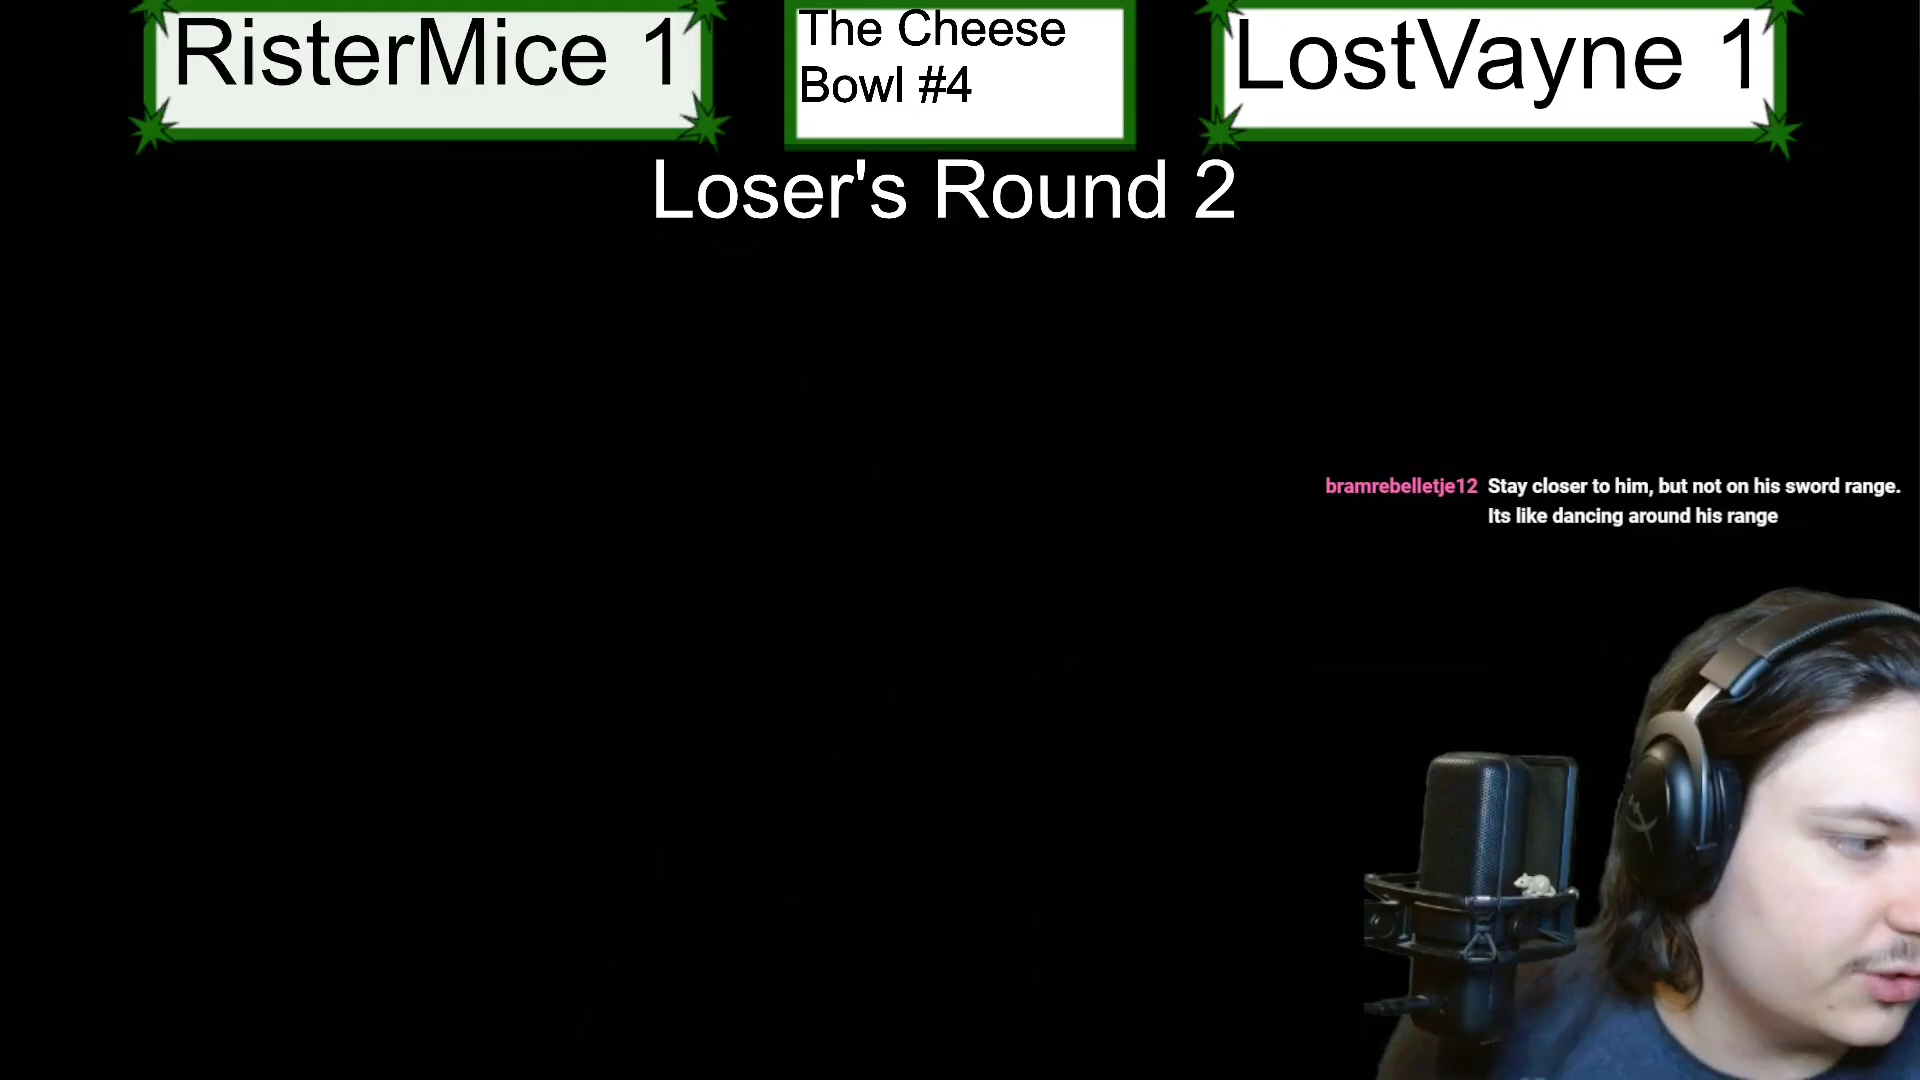 RisterMice 1
The Cheese
Bowl #4
LostVayne 1
Loser's Round 2
bramrebelletje12 Stay closer to him, but not on his sword range.
Its like dancing around his range